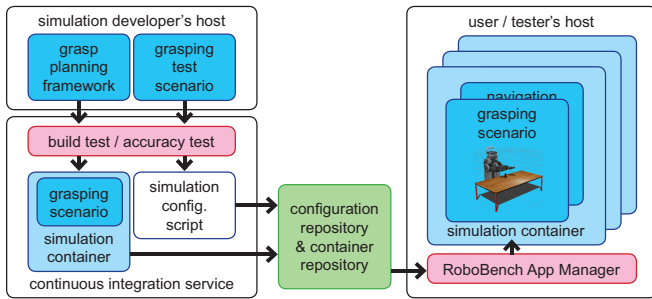 simulation developer's host
grasp
planning
framework
grasping
test
scenario
build test / accuracy test
grasping
scenario
simulation
container
simulation
config.
script
continuous integration service
configuration
repository
& container
repository
user / tester's host
navigation
grasping
scenario
simulation container
RoboBench App Manager